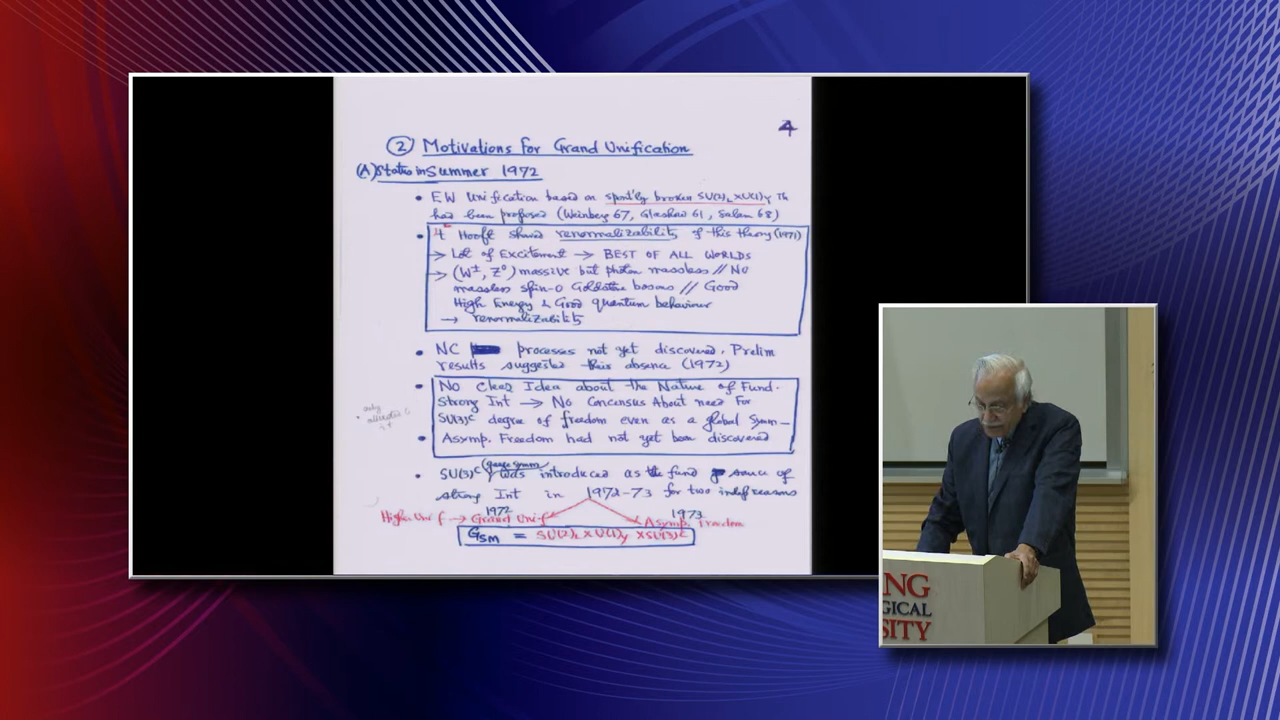 4
② Motivations for Grand Unification
(A) Status in Summer 1972
• EW Unification based on spont'ly broken SU(2)L×U(1)Y Th
has been proposed (Weinberg 67, Glashow 61, Salam 68)
• 't Hooft showed renormalizability of this theory (1971)
→ Lot of Excitement → BEST OF ALL WORLDS
→ (W±, Z⁰) massive but photon massless // No
massless spin-0 Goldstone bosons // Good
High Energy & Good quantum behaviour
→ renormalizability
• NC processes not yet discovered. Prelim
results suggested their absence (1972)
• No Clear Idea about the Nature of Fund.
Strong Int → No Concensus About need For
SU(3)c degree of freedom even as a global Symm—
• Asymp. Freedom had not yet been discovered
• SU(3)c (gauge symm) was introduced as the fund source of
strong Int in 1972-73 for two indep reasons
1972 1973
Higher Unif → Grand Unif Asymp. freedom
GSM = SU(2)L×U(1)Y×SU(3)c
NG
GICAL
SITY